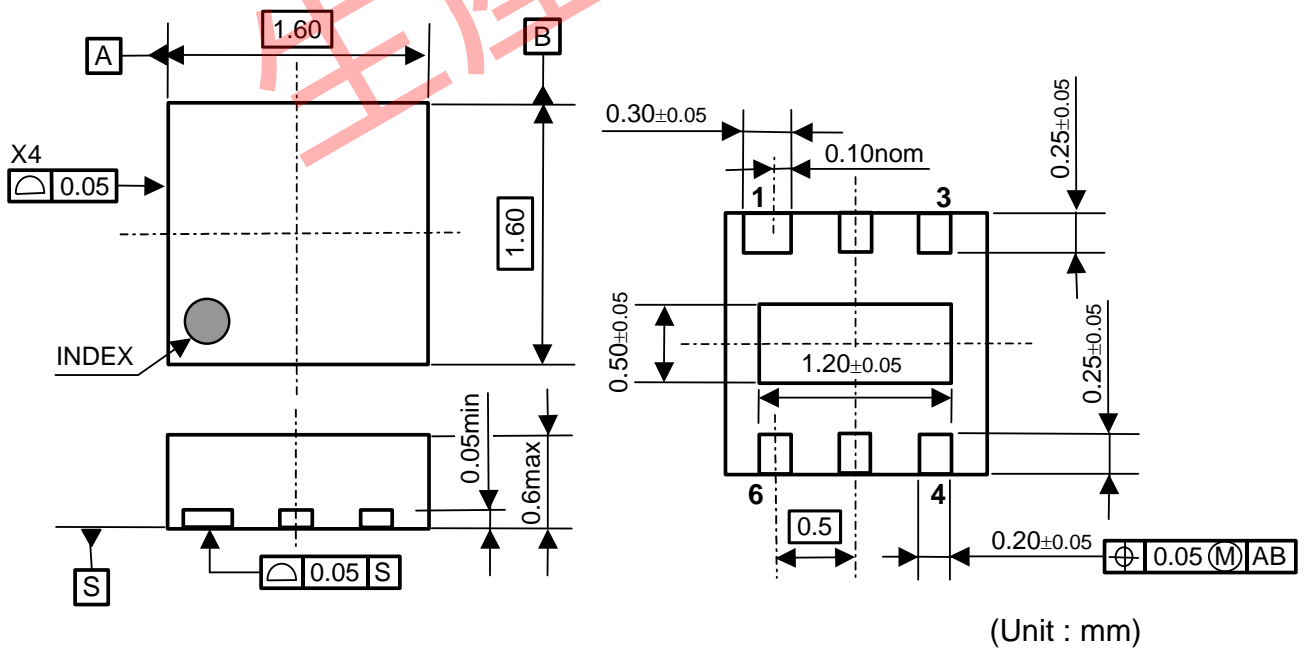 生産
1.60
A
B
X4
⌓ 0.05
1.60
INDEX
0.05min
0.6max
S
⌓ 0.05 S
0.30±0.05
0.10nom
0.25±0.05
1
3
0.50±0.05
1.20±0.05
0.25±0.05
6
4
0.5
0.20±0.05
⌖ 0.05 Ⓜ AB
(Unit : mm)